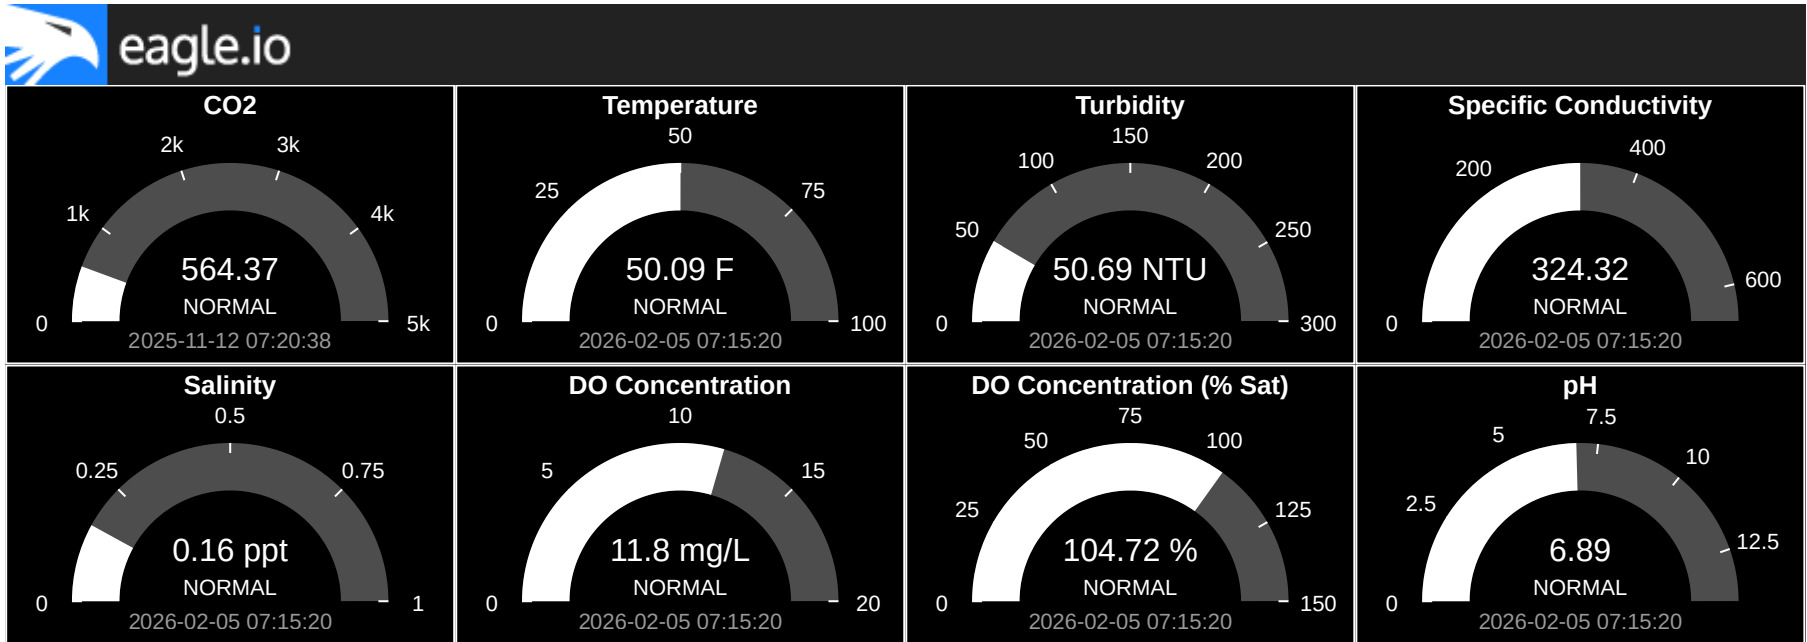 eagle.io
CO2
2k
3k
1k
4k
564.37
NORMAL
0
5k
2025-11-12 07:20:38
Temperature
50
25
75
50.09 F
NORMAL
0
100
2026-02-05 07:15:20
Turbidity
150
100
200
50
250
50.69 NTU
NORMAL
0
300
2026-02-05 07:15:20
Specific Conductivity
400
200
600
324.32
NORMAL
0
2026-02-05 07:15:20
Salinity
0.5
0.25
0.75
0.16 ppt
NORMAL
0
1
2026-02-05 07:15:20
DO Concentration
10
5
15
11.8 mg/L
NORMAL
0
20
2026-02-05 07:15:20
DO Concentration (% Sat)
75
50
100
25
125
104.72 %
NORMAL
0
150
2026-02-05 07:15:20
pH
7.5
5
10
2.5
12.5
6.89
NORMAL
0
2026-02-05 07:15:20